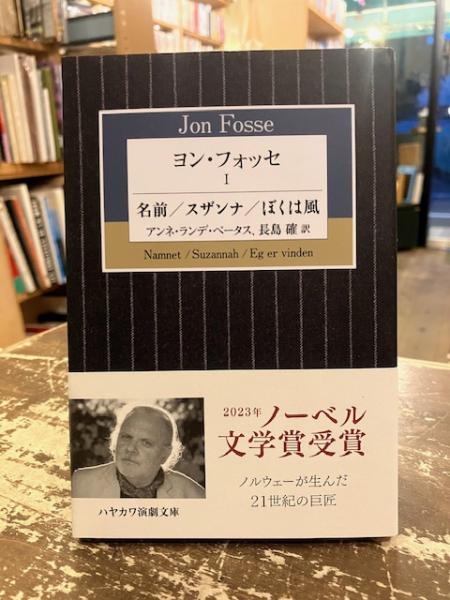 Jon Fosse
ヨン・フォッセ
I
名前／スザンナ／ぼくは風
アンネ・ランデ・ペータス、長島 確 訳
Namnet / Suzannah / Eg er vinden
2023年 ノーベル
文学賞受賞
ノルウェーが生んだ
21世紀の巨匠
ハヤカワ演劇文庫